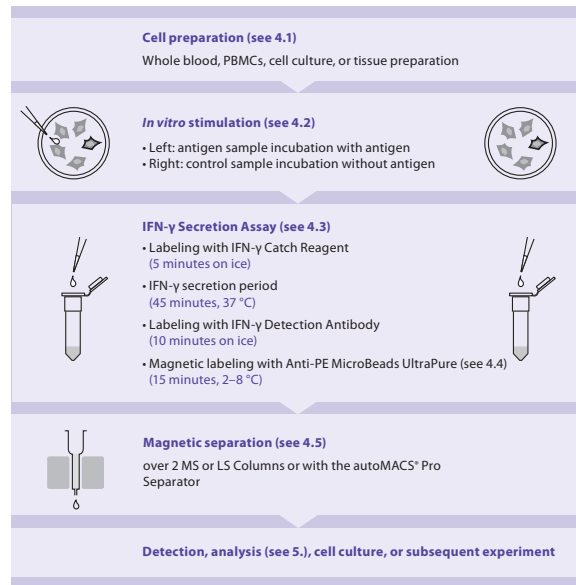 Cell preparation (see 4.1)
Whole blood, PBMCs, cell culture, or tissue preparation
In vitro stimulation (see 4.2)
• Left: antigen sample incubation with antigen
• Right: control sample incubation without antigen
IFN-γ Secretion Assay (see 4.3)
• Labeling with IFN-γ Catch Reagent
(5 minutes on ice)
• IFN-γ secretion period
(45 minutes, 37 °C)
• Labeling with IFN-γ Detection Antibody
(10 minutes on ice)
• Magnetic labeling with Anti-PE MicroBeads UltraPure (see 4.4)
(15 minutes, 2–8 °C)
Magnetic separation (see 4.5)
over 2 MS or LS Columns or with the autoMACS® Pro
Separator
Detection, analysis (see 5.), cell culture, or subsequent experiment